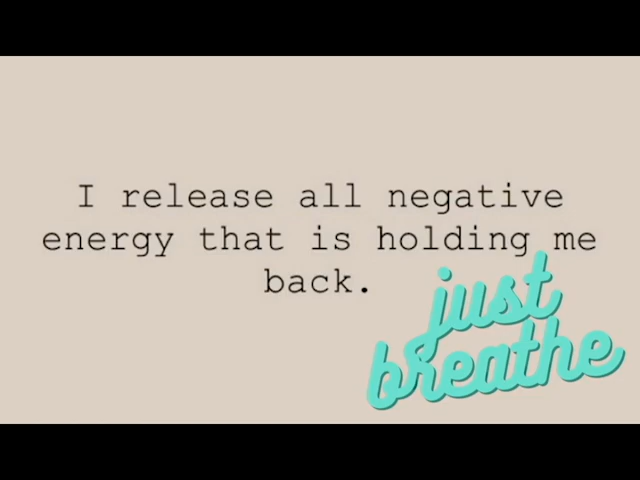 I release all negative
energy that is holding me
back.
just
breathe